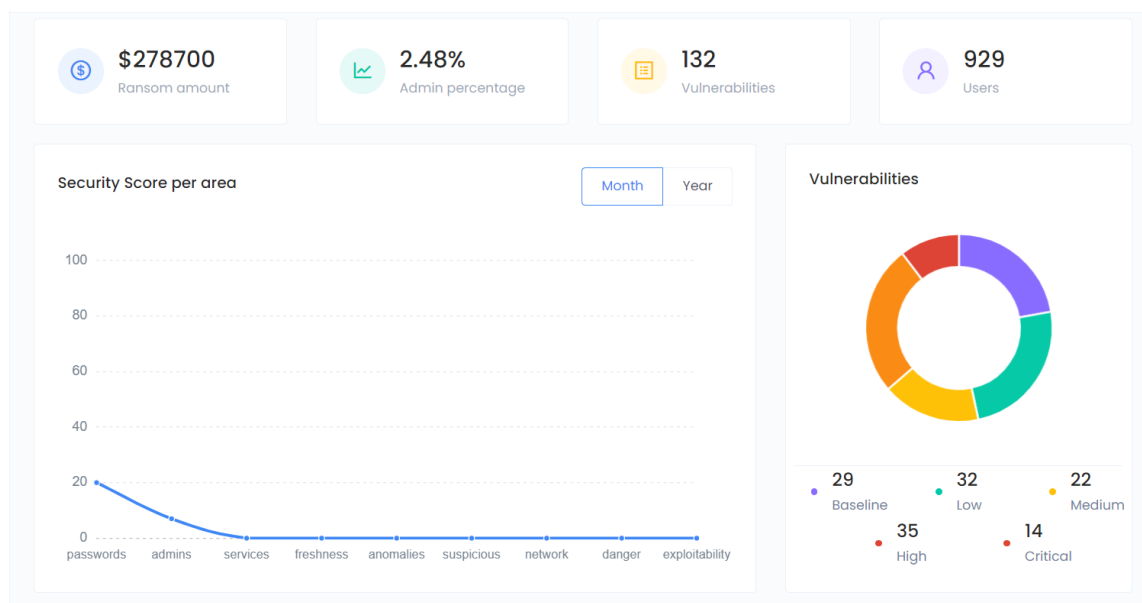 $278700
Ransom amount
2.48%
Admin percentage
132
Vulnerabilities
929
Users
Security Score per area
Month Year
100
80
60
40
20
0
passwords admins services freshness anomalies suspicious network danger exploitability
Vulnerabilities
29 32 22
Baseline Low Medium
35 14
High Critical